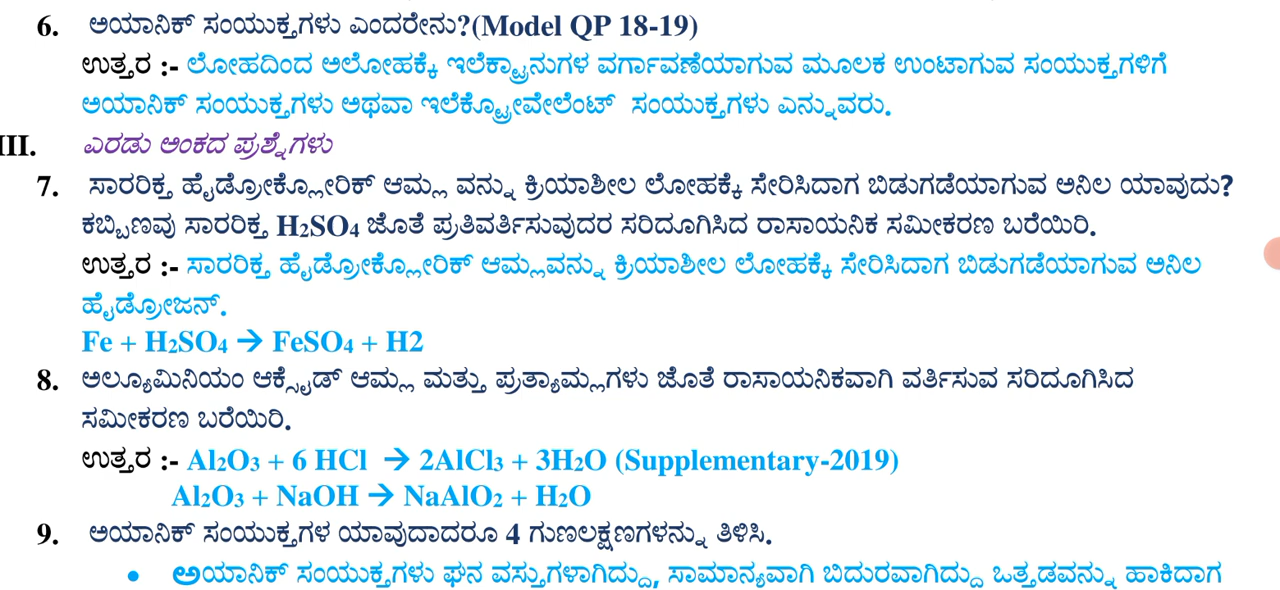 6. ಅಯಾನಿಕ್ ಸಂಯುಕ್ತಗಳು ಎಂದರೇನು?(Model QP 18-19)
ಉತ್ತರ :- ಲೋಹದಿಂದ ಅಲೋಹಕ್ಕೆ ಇಲೆಕ್ಟ್ರಾನುಗಳ ವರ್ಗಾವಣೆಯಾಗುವ ಮೂಲಕ ಉಂಟಾಗುವ ಸಂಯುಕ್ತಗಳಿಗೆ
ಅಯಾನಿಕ್ ಸಂಯುಕ್ತಗಳು ಅಥವಾ ಇಲೆಕ್ಟ್ರೋವೇಲೆಂಟ್ ಸಂಯುಕ್ತಗಳು ಎನ್ನುವರು.
III. ಎರಡು ಅಂಕದ ಪ್ರಶ್ನೆಗಳು
7. ಸಾರರಿಕ್ತ ಹೈಡ್ರೋಕ್ಲೋರಿಕ್ ಆಮ್ಲ ವನ್ನು ಕ್ರಿಯಾಶೀಲ ಲೋಹಕ್ಕೆ ಸೇರಿಸಿದಾಗ ಬಿಡುಗಡೆಯಾಗುವ ಅನಿಲ ಯಾವುದು?
ಕಬ್ಬಿಣವು ಸಾರರಿಕ್ತ H₂SO₄ ಜೊತೆ ಪ್ರತಿವರ್ತಿಸುವುದರ ಸರಿದೂಗಿಸಿದ ರಾಸಾಯನಿಕ ಸಮೀಕರಣ ಬರೆಯಿರಿ.
ಉತ್ತರ :- ಸಾರರಿಕ್ತ ಹೈಡ್ರೋಕ್ಲೋರಿಕ್ ಆಮ್ಲವನ್ನು ಕ್ರಿಯಾಶೀಲ ಲೋಹಕ್ಕೆ ಸೇರಿಸಿದಾಗ ಬಿಡುಗಡೆಯಾಗುವ ಅನಿಲ
ಹೈಡ್ರೋಜನ್.
Fe + H₂SO₄ → FeSO₄ + H2
8. ಅಲ್ಯೂಮಿನಿಯಂ ಆಕ್ಸೈಡ್ ಆಮ್ಲ ಮತ್ತು ಪ್ರತ್ಯಾಮ್ಲಗಳು ಜೊತೆ ರಾಸಾಯನಿಕವಾಗಿ ವರ್ತಿಸುವ ಸರಿದೂಗಿಸಿದ
ಸಮೀಕರಣ ಬರೆಯಿರಿ.
ಉತ್ತರ :- Al₂O₃ + 6 HCl → 2AlCl₃ + 3H₂O (Supplementary-2019)
Al₂O₃ + NaOH → NaAlO₂ + H₂O
9. ಅಯಾನಿಕ್ ಸಂಯುಕ್ತಗಳ ಯಾವುದಾದರೂ 4 ಗುಣಲಕ್ಷಣಗಳನ್ನು ತಿಳಿಸಿ.
• ಅಯಾನಿಕ್ ಸಂಯುಕ್ತಗಳು ಘನ ವಸ್ತುಗಳಾಗಿದ್ದು, ಸಾಮಾನ್ಯವಾಗಿ ಬಿದುರವಾಗಿದ್ದು ಒತ್ತಡವನ್ನು ಹಾಕಿದಾಗ